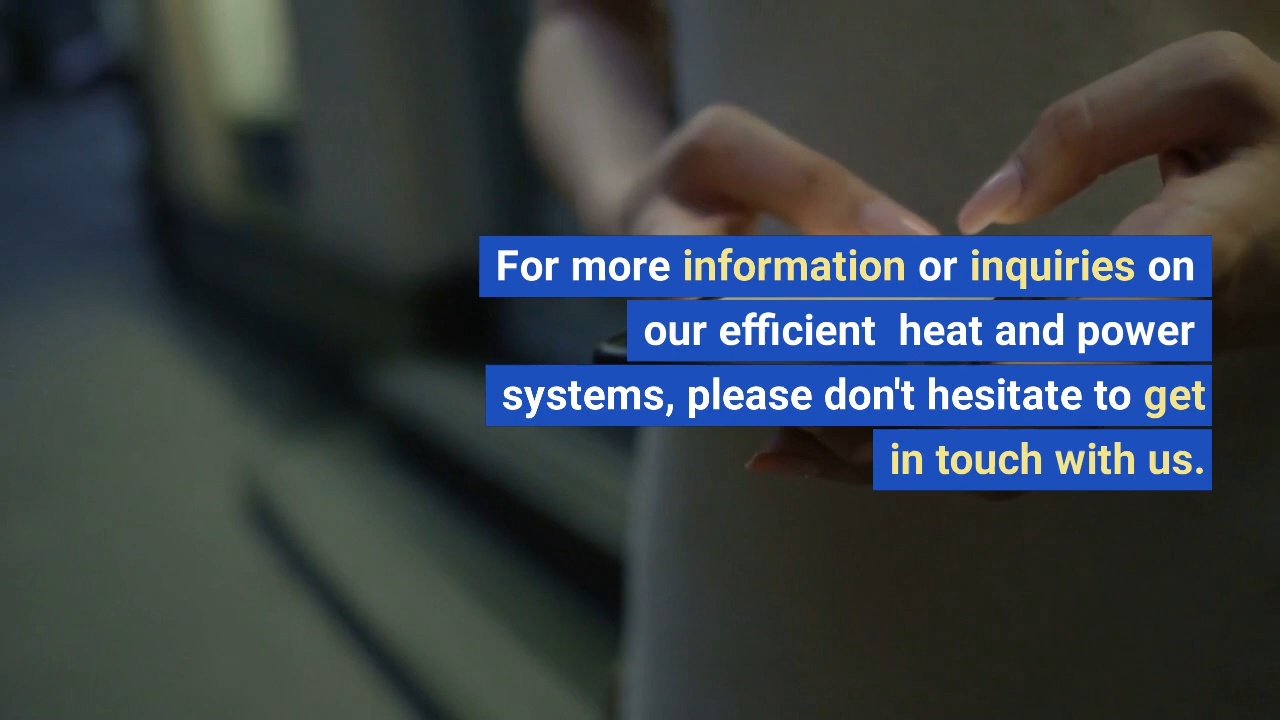 For more information or inquiries on
our efficient  heat and power
systems, please don't hesitate to get
in touch with us.